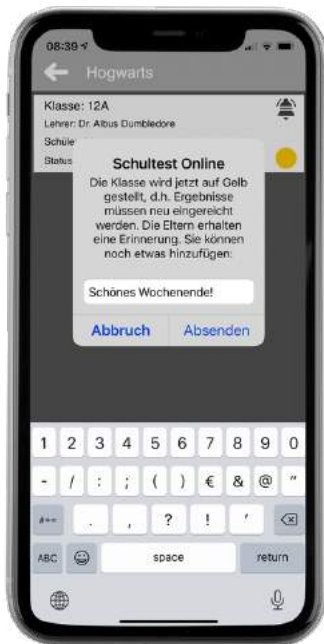 08:39
Hogwarts
Klasse: 12A
Lehrer: Dr. Albus Dumbledore
Schüle
Status
Schultest Online
Die Klasse wird jetzt auf Gelb
gestellt, d.h. Ergebnisse
müssen neu eingereicht
werden. Die Eltern erhalten
eine Erinnerung. Sie können
noch etwas hinzufügen:
Schönes Wochenende!
Abbruch Absenden
1 2 3 4 5 6 7 8 9 0
- / : ; ( ) € & @ "
#+= . , ? ! '
ABC space return